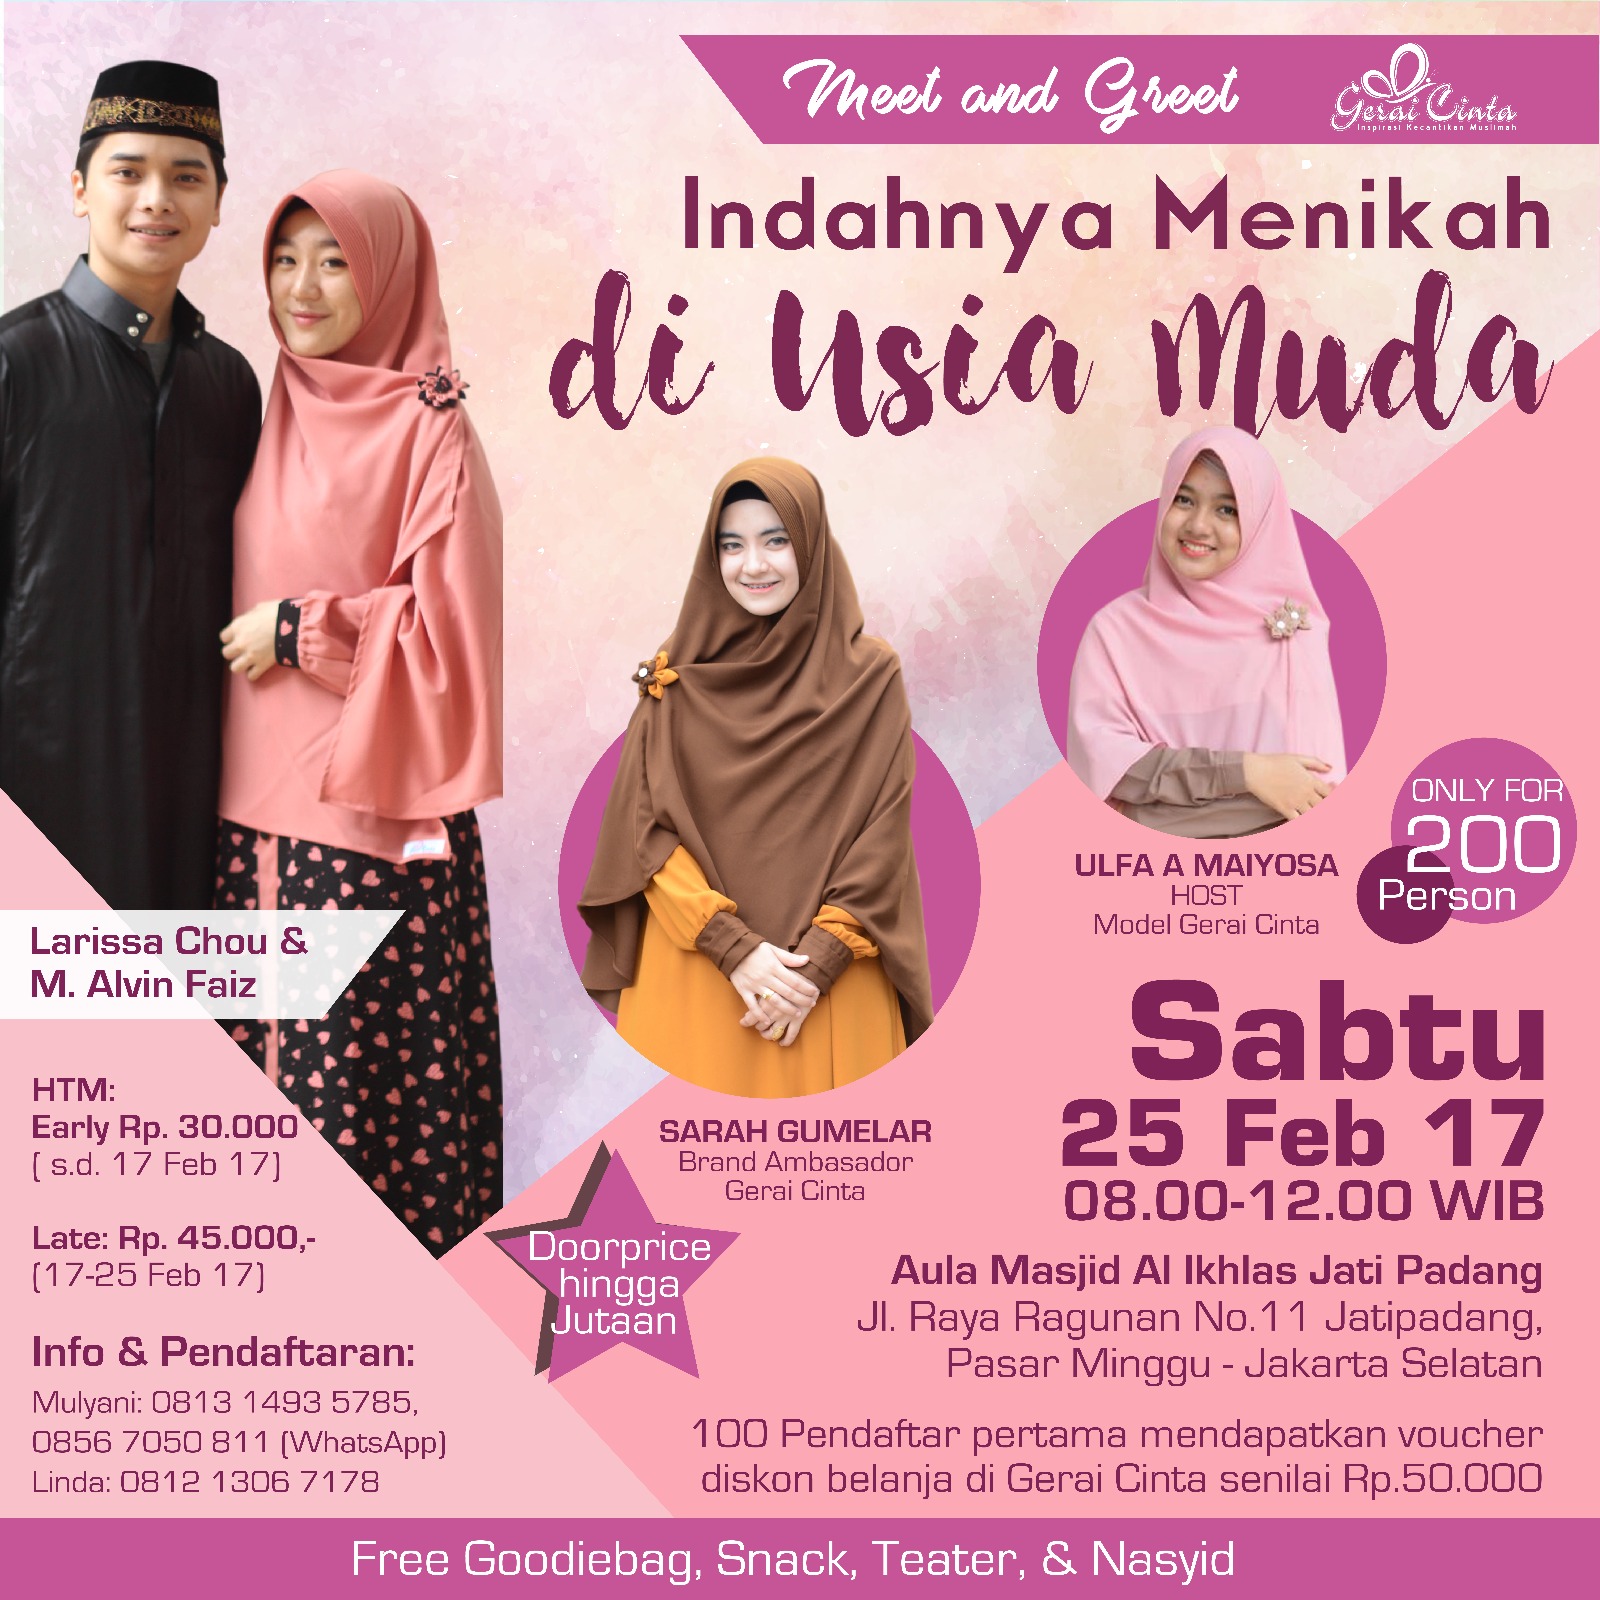 Meet and Greet
Gerai Cinta
Inspirasi Kecantikan Muslimah
Indahnya Menikah
di Usia Muda
ULFA A MAIYOSA
HOST
Model Gerai Cinta
ONLY FOR
200
Person
Larissa Chou &
M. Alvin Faiz
SARAH GUMELAR
Brand Ambasador
Gerai Cinta
HTM:
Early Rp. 30.000
( s.d. 17 Feb 17)
Late: Rp. 45.000,-
(17-25 Feb 17)
Info & Pendaftaran:
Mulyani: 0813 1493 5785,
0856 7050 811 (WhatsApp)
Linda: 0812 1306 7178
Doorprice
hingga
Jutaan
Sabtu
25 Feb 17
08.00-12.00 WIB
Aula Masjid Al Ikhlas Jati Padang
Jl. Raya Ragunan No.11 Jatipadang,
Pasar Minggu - Jakarta Selatan
100 Pendaftar pertama mendapatkan voucher
diskon belanja di Gerai Cinta senilai Rp.50.000
Free Goodiebag, Snack, Teater, & Nasyid